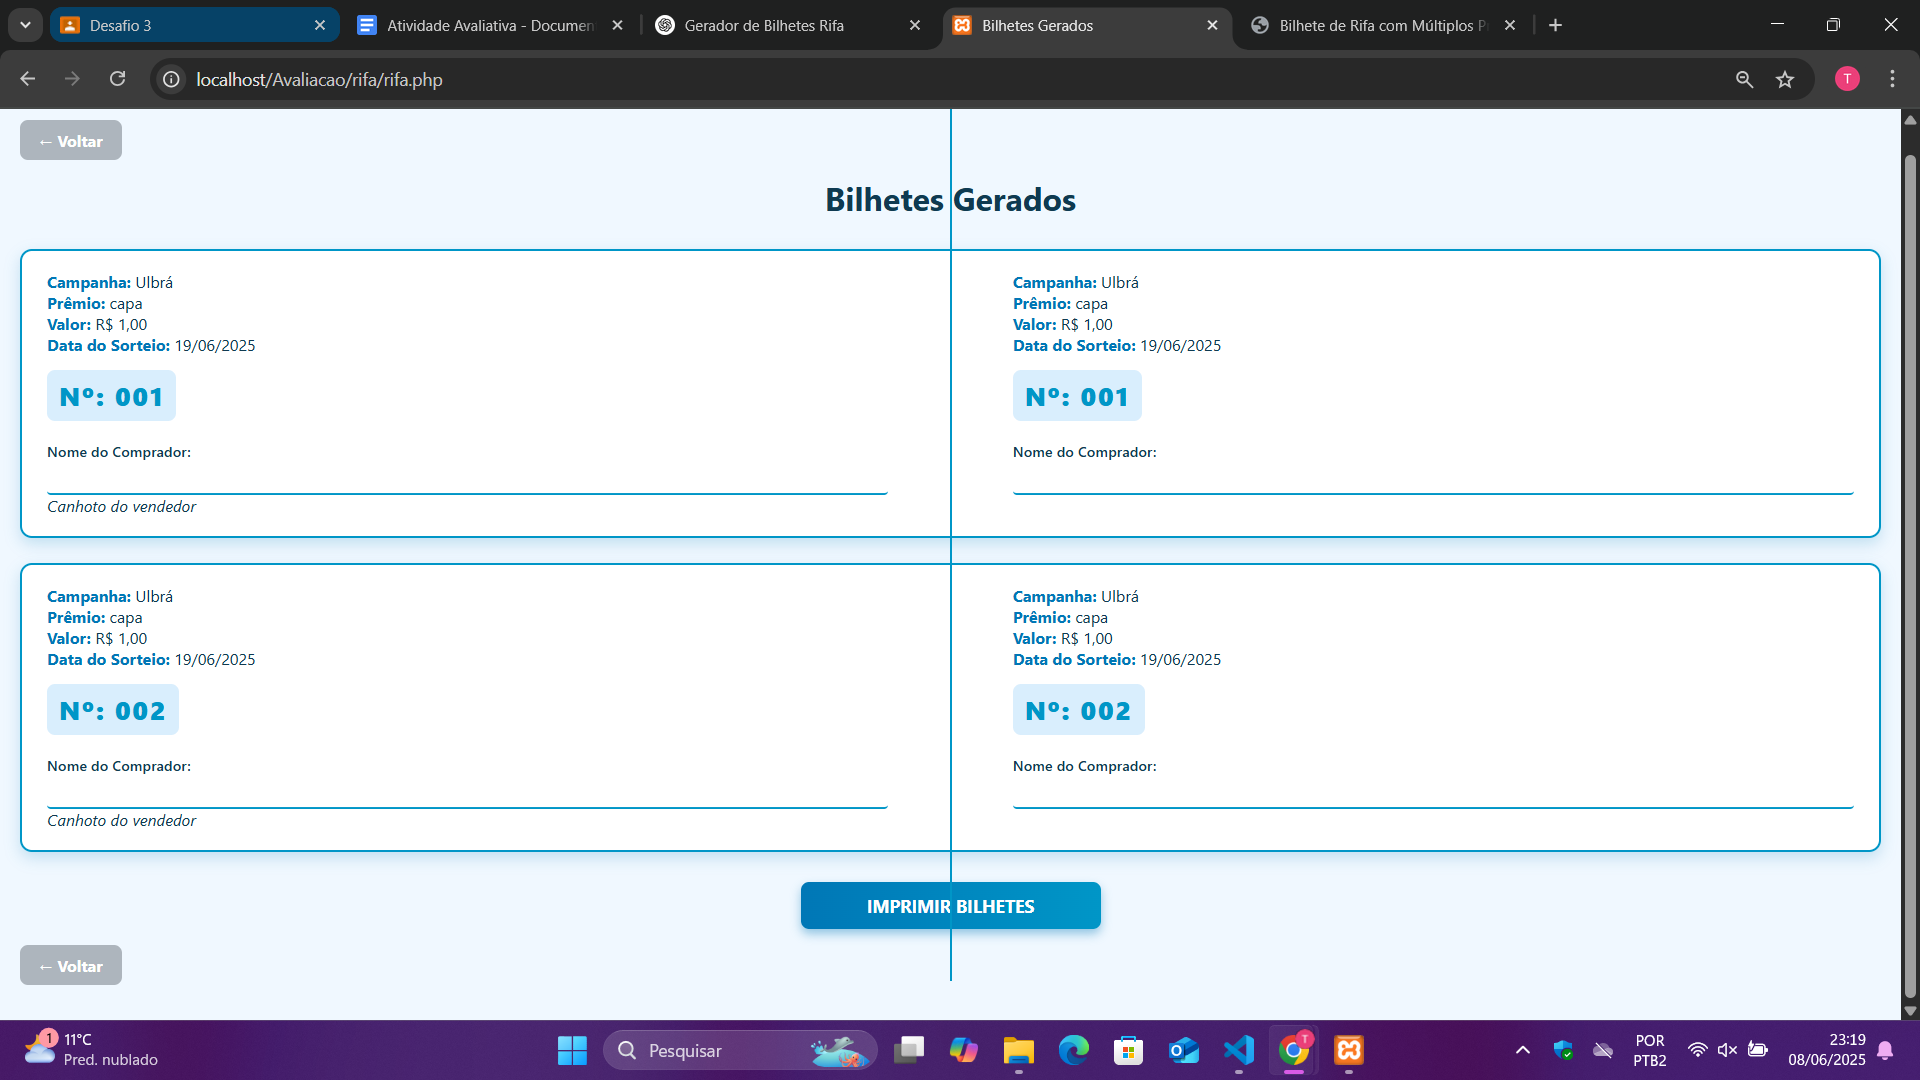 Desafio 3
Atividade Avaliativa - Documen
Gerador de Bilhetes Rifa
Bilhetes Gerados
Bilhete de Rifa com Múltiplos P
localhost/Avaliacao/rifa/rifa.php
T
← Voltar
Bilhetes Gerados
Campanha: Ulbrá
Prêmio: capa
Valor: R$ 1,00
Data do Sorteio: 19/06/2025
Nº: 001
Nome do Comprador:
Canhoto do vendedor
Campanha: Ulbrá
Prêmio: capa
Valor: R$ 1,00
Data do Sorteio: 19/06/2025
Nº: 001
Nome do Comprador:
Campanha: Ulbrá
Prêmio: capa
Valor: R$ 1,00
Data do Sorteio: 19/06/2025
Nº: 002
Nome do Comprador:
Canhoto do vendedor
Campanha: Ulbrá
Prêmio: capa
Valor: R$ 1,00
Data do Sorteio: 19/06/2025
Nº: 002
Nome do Comprador:
IMPRIMIR BILHETES
← Voltar
1
11°C
Pred. nublado
Pesquisar
T
POR
PTB2
23:19
08/06/2025